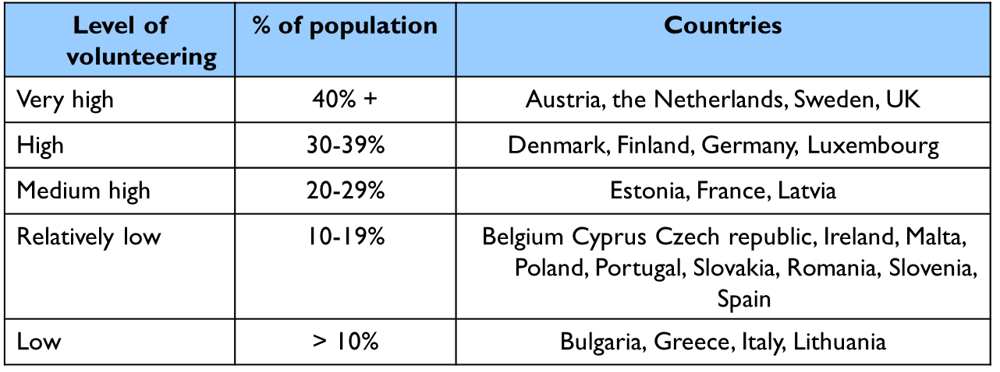 Level of % of population Countries
volunteering
Very high 40% + Austria, the Netherlands, Sweden, UK
High 30-39% Denmark, Finland, Germany, Luxembourg
Medium high 20-29% Estonia, France, Latvia
Relatively low 10-19% Belgium Cyprus Czech republic, Ireland, Malta,
Poland, Portugal, Slovakia, Romania, Slovenia,
Spain
Low > 10% Bulgaria, Greece, Italy, Lithuania